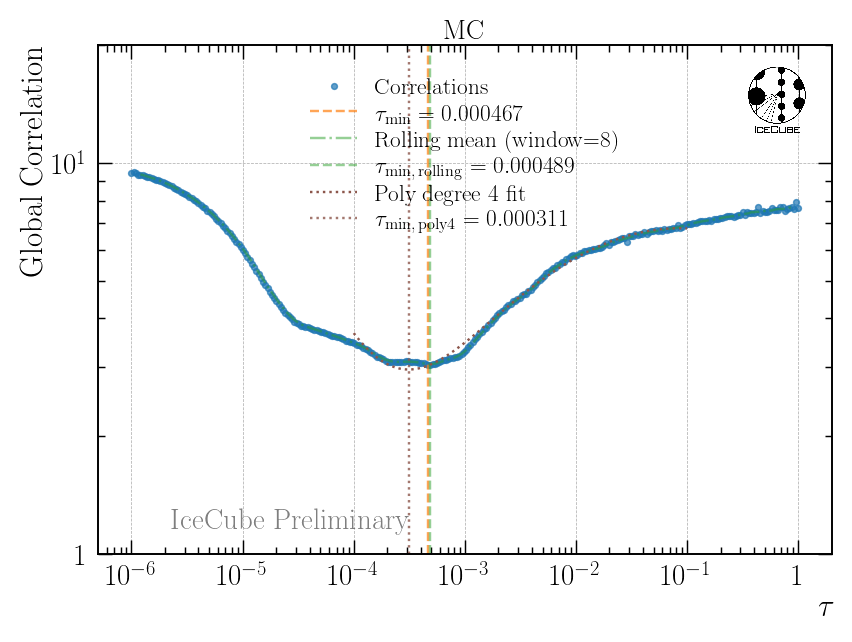 MC
Global Correlation
10¹
1
Correlations
τ_min = 0.000467
Rolling mean (window=8)
τ_min, rolling = 0.000489
Poly degree 4 fit
τ_min, poly4 = 0.000311
ICECUBE
IceCube Preliminary
10⁻⁶ 10⁻⁵ 10⁻⁴ 10⁻³ 10⁻² 10⁻¹ 1
τ